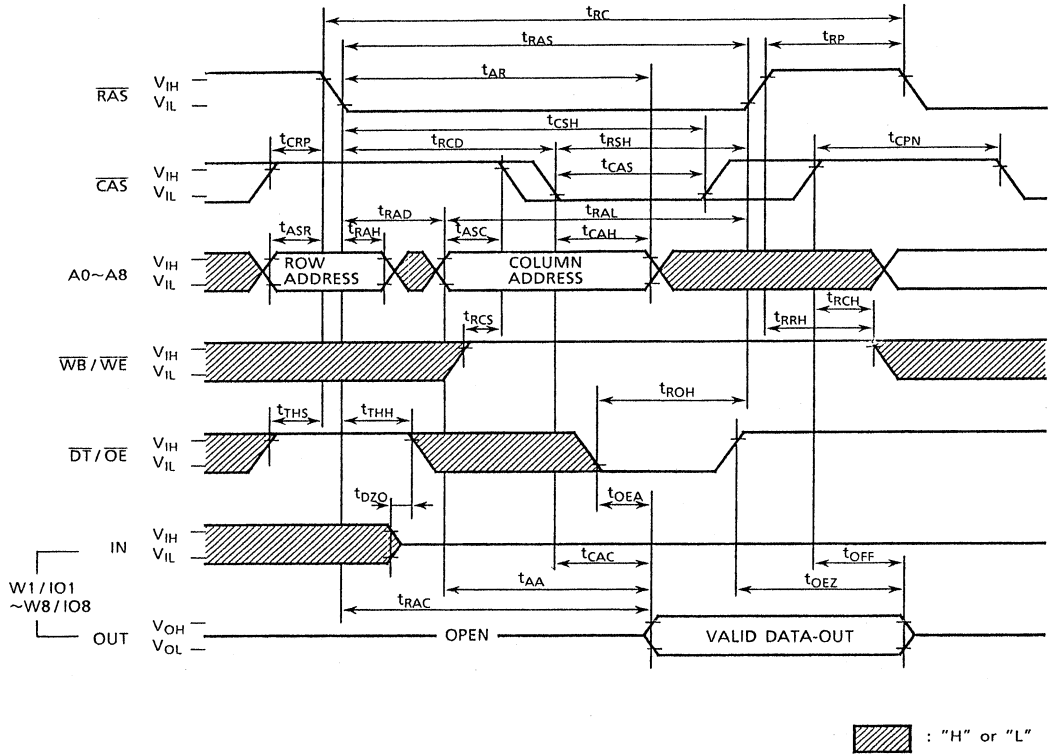 tRC
tRAS
tRP
tAR
RAS
VIH
VIL
tCSH
tCRP
tRCD
tRSH
tCPN
tCAS
CAS
VIH
VIL
tRAD
tRAL
tASR
tRAH
tASC
tCAH
A0~A8
VIH
VIL
ROW
ADDRESS
COLUMN
ADDRESS
tRCH
tRCS
tRRH
WB/WE
VIH
VIL
tROH
tTHS
tTHH
DT/OE
VIH
VIL
tDZO
tOEA
IN
VIH
VIL
tCAC
tOFF
tAA
tOEZ
W1/IO1
~W8/IO8
tRAC
OUT
VOH
VOL
OPEN
VALID DATA-OUT
: "H" or "L"